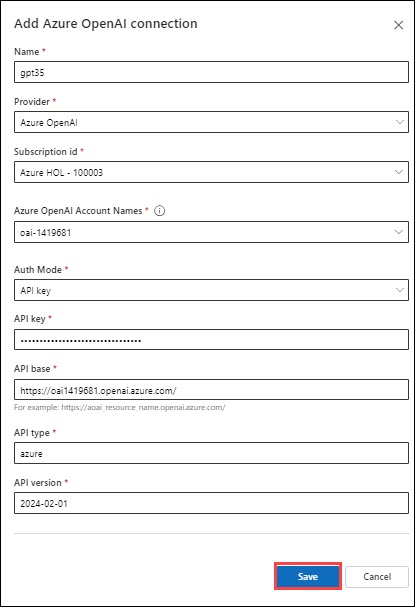 Add Azure OpenAI connection
Name *
gpt35
Provider *
Azure OpenAI
Subscription id *
Azure HOL - 100003
Azure OpenAI Account Names *
oai-1419681
Auth Mode *
API key
API key *
••••••••••••••••••••••••••••••••
API base *
https://oai1419681.openai.azure.com/
For example: https://aoai_resource_name.openai.azure.com/
API type *
azure
API version *
2024-02-01
Save Cancel